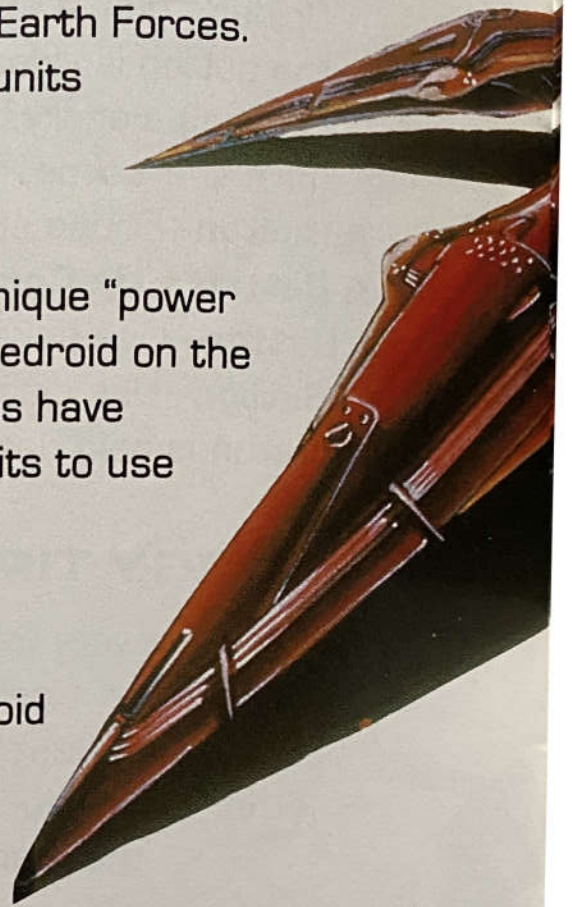 Earth Forces.
units
nique “power
edroid on the
s have
its to use
oid